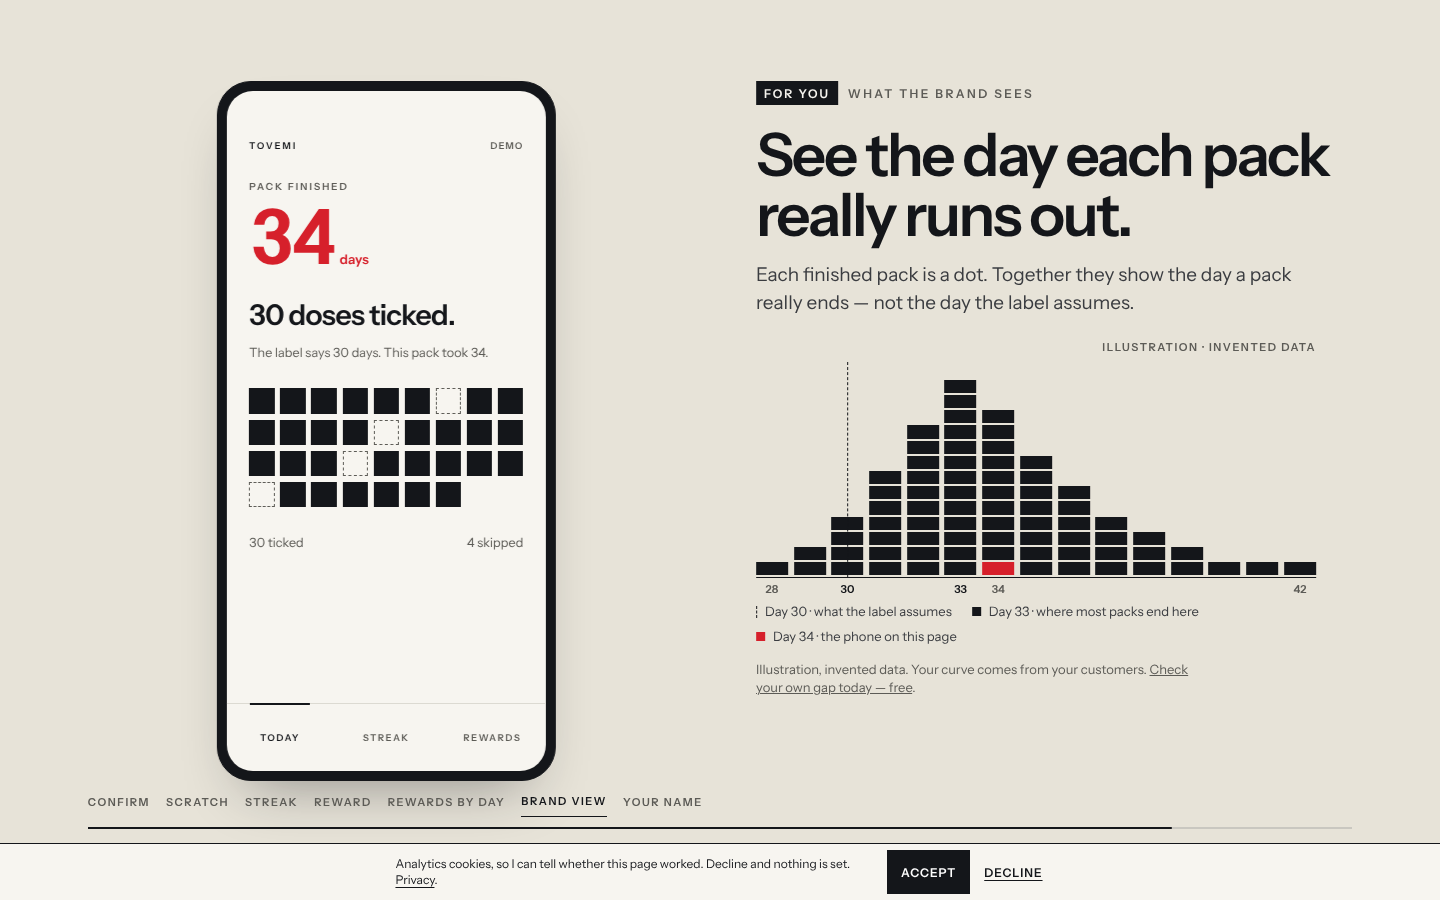 TOVEMI
DEMO
PACK FINISHED
34 days
30 doses ticked.
The label says 30 days. This pack took 34.
30 ticked
4 skipped
TODAY
STREAK
REWARDS
FOR YOU
WHAT THE BRAND SEES
See the day each pack
really runs out.
Each finished pack is a dot. Together they show the day a pack
really ends — not the day the label assumes.
ILLUSTRATION · INVENTED DATA
28
30
33
34
42
Day 30 · what the label assumes
Day 33 · where most packs end here
Day 34 · the phone on this page
Illustration, invented data. Your curve comes from your customers. Check
your own gap today — free.
CONFIRM
SCRATCH
STREAK
REWARD
REWARDS BY DAY
BRAND VIEW
YOUR NAME
Analytics cookies, so I can tell whether this page worked. Decline and nothing is set.
Privacy.
ACCEPT
DECLINE